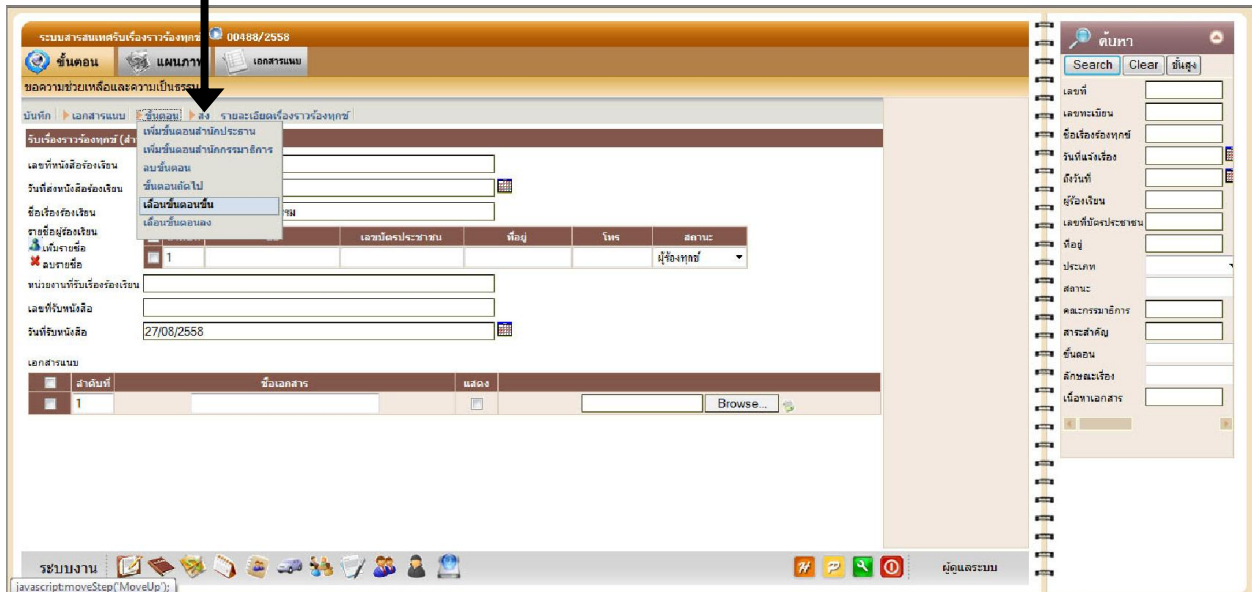 ระบบสารสนเทศรับเรื่องราวร้องทุกข์ 00488/2558
ขั้นตอน แผนภาพ เอกสารแนบ
ขอความช่วยเหลือและความเป็นธรรม
บันทึก เอกสารแนบ ขั้นตอน ส่ง รายละเอียดเรื่องราวร้องทุกข์
เพิ่มขั้นตอนสำนักประธาน
เพิ่มขั้นตอนสำนักกรรมาธิการ
ลบขั้นตอน
ขั้นตอนถัดไป
เลื่อนขั้นตอนขึ้น
เลื่อนขั้นตอนลง
รับเรื่องราวร้องทุกข์
เลขที่หนังสือร้องเรียน
วันที่ส่งหนังสือร้องเรียน
ชื่อเรื่องร้องเรียน
รายชื่อผู้ร้องเรียน
เพิ่มรายชื่อ
ลบรายชื่อ
เลขบัตรประชาชน ที่อยู่ โทร สถานะ
1 ผู้ร้องทุกข์
หน่วยงานที่รับเรื่องร้องเรียน
เลขที่รับหนังสือ
วันที่รับหนังสือ 27/08/2558
เอกสารแนบ
ลำดับที่ ชื่อเอกสาร แสดง
1 Browse...
ค้นหา
Search Clear ขั้นสูง
เลขที่
เลขทะเบียน
ชื่อเรื่องร้องทุกข์
วันที่แจ้งเรื่อง
ถึงวันที่
ผู้ร้องเรียน
เลขที่บัตรประชาชน
ที่อยู่
ประเภท
สถานะ
คณะกรรมาธิการ
สาระสำคัญ
ขั้นตอน
ลักษณะเรื่อง
เนื้อหาเอกสาร
ระบบงาน ผู้ดูแลระบบ
javascript:moveStep('MoveUp');